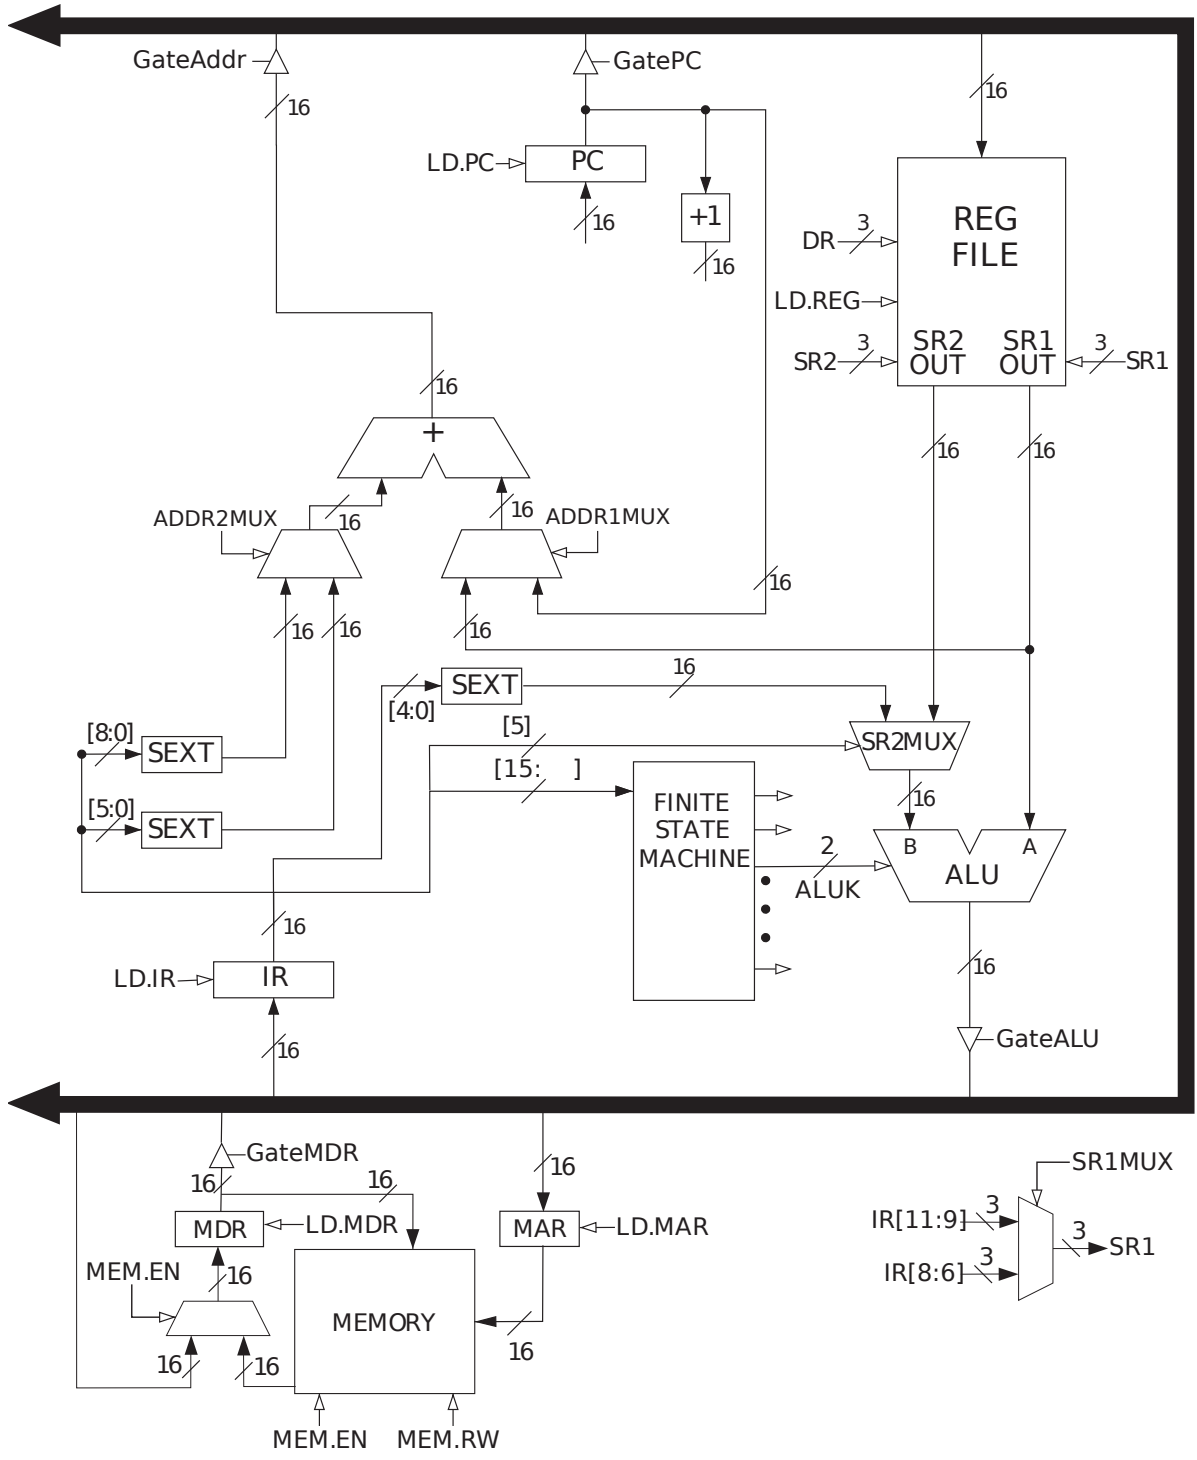 GateAddr
GatePC
16
16
LD.PC
PC
16
+1
16
REG
FILE
DR
3
LD.REG
SR2
3
SR2
OUT
SR1
OUT
3
SR1
16
+
16
16
16
16
ADDR2MUX
16
ADDR1MUX
16
16
16
16
[4:0]
SEXT
16
[8:0]
SEXT
[5]
SR2MUX
[15: ]
[5:0]
SEXT
FINITE
STATE
MACHINE
16
2
ALUK
B
A
ALU
16
LD.IR
IR
16
16
GateALU
GateMDR
16
16
16
MDR
LD.MDR
MAR
LD.MAR
MEM.EN
16
MEMORY
16
16
16
MEM.EN
MEM.RW
SR1MUX
IR[11:9]
3
3
SR1
IR[8:6]
3